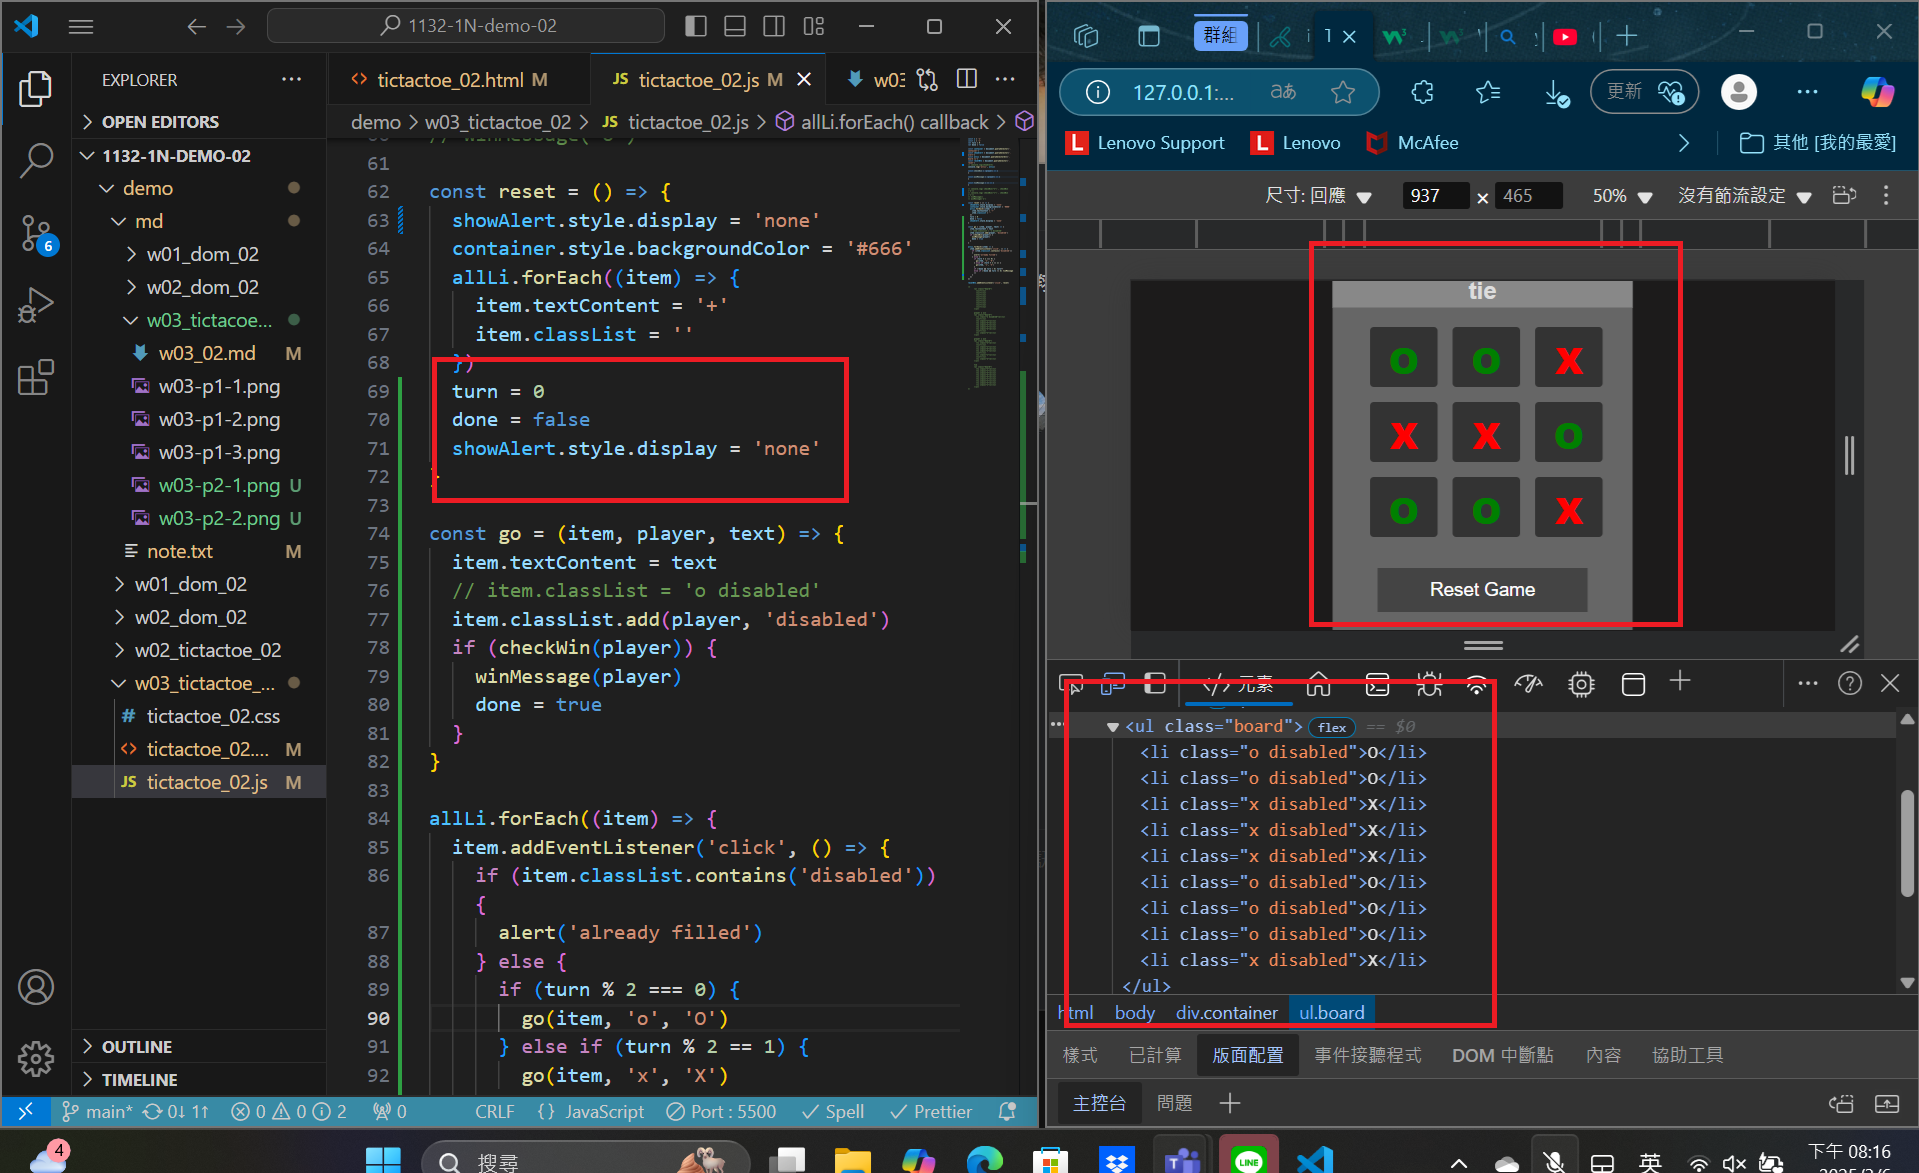 1132-1N-demo-02
EXPLORER
OPEN EDITORS
1132-1N-DEMO-02
demo
md
w01_dom_02
w02_dom_02
w03_tictacoe...
w03_02.md M
w03-p1-1.png
w03-p1-2.png
w03-p1-3.png
w03-p2-1.png U
w03-p2-2.png U
note.txt M
w01_dom_02
w02_dom_02
w02_tictactoe_02
w03_tictactoe_...
# tictactoe_02.css
<> tictactoe_02.... M
JS tictactoe_02.js M
OUTLINE
TIMELINE
6
<> tictactoe_02.html M
JS tictactoe_02.js M
demo > w03_tictactoe_02 > JS tictactoe_02.js > allLi.forEach() callback >
61
62 const reset = () => {
63 showAlert.style.display = 'none'
64 container.style.backgroundColor = '#666'
65 allLi.forEach((item) => {
66 item.textContent = '+'
67 item.classList = ''
68 })
69 turn = 0
70 done = false
71 showAlert.style.display = 'none'
72
73
74 const go = (item, player, text) => {
75 item.textContent = text
76 // item.classList = 'o disabled'
77 item.classList.add(player, 'disabled')
78 if (checkWin(player)) {
79 winMessage(player)
80 done = true
81 }
82 }
83
84 allLi.forEach((item) => {
85 item.addEventListener('click', () => {
86 if (item.classList.contains('disabled'))
{
87 alert('already filled')
88 } else {
89 if (turn % 2 === 0) {
90 go(item, 'o', 'O')
91 } else if (turn % 2 == 1) {
92 go(item, 'x', 'X')
main* 0↓ 1↑ 0 0 2 0 CRLF {} JavaScript Port : 5500 Spell Prettier
群組
127.0.0.1:...
更新
Lenovo Support
Lenovo
McAfee
其他 [我的最愛]
尺寸: 回應 937 × 465 50% 沒有節流設定
tie
O O X
X X O
O O X
Reset Game
</> 元素
<ul class="board"> flex == $0
<li class="o disabled">O</li>
<li class="o disabled">O</li>
<li class="x disabled">X</li>
<li class="x disabled">X</li>
<li class="x disabled">X</li>
<li class="o disabled">O</li>
<li class="o disabled">O</li>
<li class="o disabled">O</li>
<li class="x disabled">X</li>
</ul>
html body div.container ul.board
樣式 已計算 版面配置 事件接聽程式 DOM 中斷點 內容 協助工具
主控台 問題
4
搜尋
LINE
英
下午 08:16